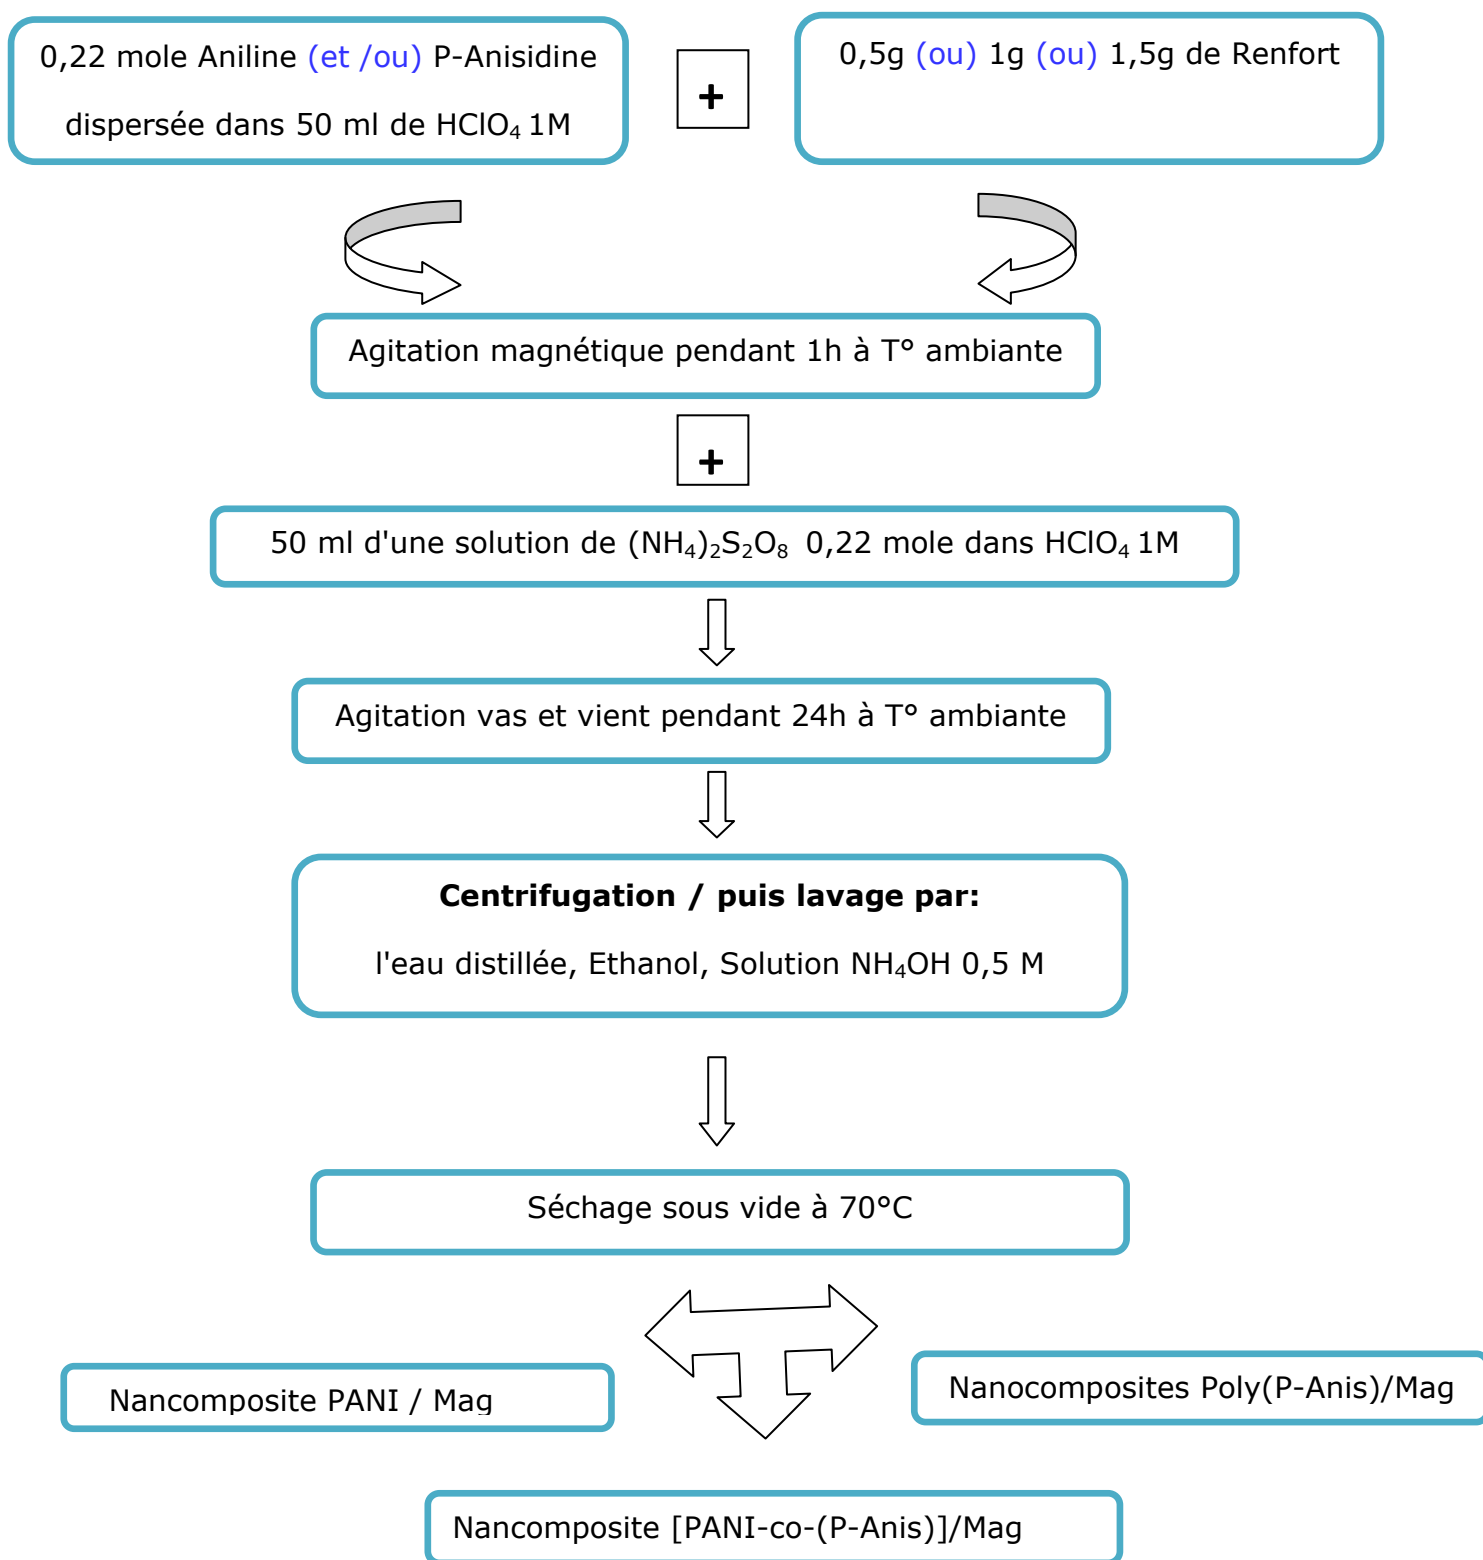 0,22 mole Aniline (et /ou) P-Anisidine
dispersée dans 50 ml de HClO₄ 1M
+
0,5g (ou) 1g (ou) 1,5g de Renfort
Agitation magnétique pendant 1h à T° ambiante
+
50 ml d'une solution de (NH₄)₂S₂O₈ 0,22 mole dans HClO₄ 1M
Agitation vas et vient pendant 24h à T° ambiante
Centrifugation / puis lavage par:
l'eau distillée, Ethanol, Solution NH₄OH 0,5 M
Séchage sous vide à 70°C
Nancomposite PANI / Mag
Nanocomposites Poly(P-Anis)/Mag
Nancomposite [PANI-co-(P-Anis)]/Mag